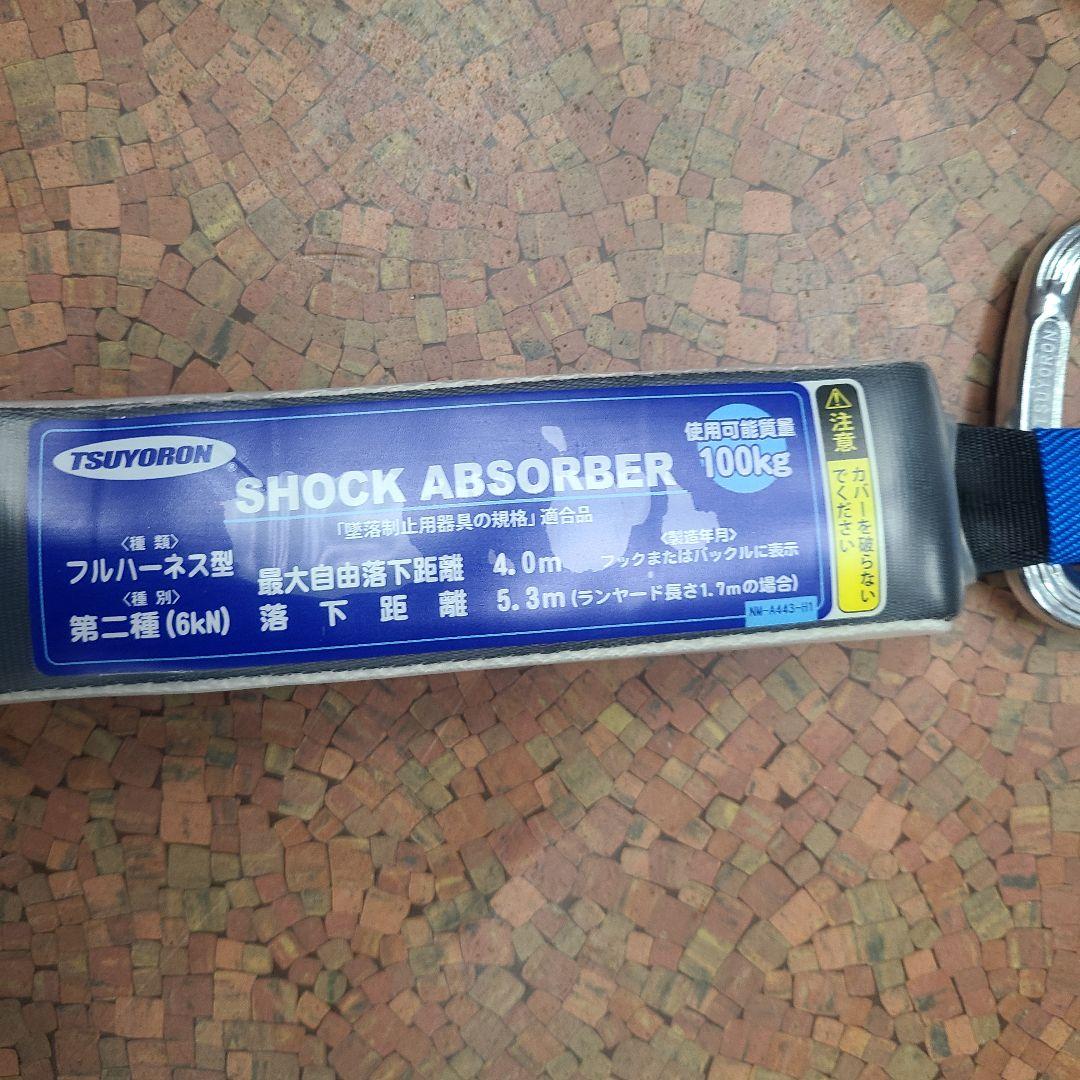 TSUYORON®
SHOCK ABSORBER
使用可能質量
100kg
「墜落制止用器具の規格」適合品
〈種類〉
フルハーネス型
〈種別〉
第二種(6kN)
最大自由落下距離 4.0m
落下距離 5.3m(ランヤード長さ1.7mの場合)
〈製造年月〉
フックまたはバックルに表示
NW-A443-H1
⚠注意
カバーを破らない
でください
TSUYORON